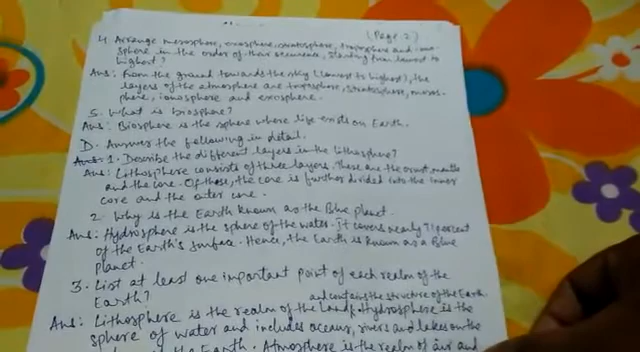 (Page-2)
4. Arrange mesosphere, exosphere, stratosphere, troposphere and iono-
sphere in the order of their occurence, starting from lowest to
highest?
Ans: From the ground towards the sky (lowest to highest), the
layers of the atmosphere are troposphere, stratosphere, mesos-
phere, ionosphere and exosphere.
5. What is biosphere?
Ans: Biosphere is the sphere where life exists on Earth.
D. Answer the following in detail.
Ans: 1. Describe the different layers in the lithosphere?
Ans: Lithosphere consists of three layers. These are the crust, mantle
and the core. Of these, the core is further divided into the inner
core and the outer core.
2. Why is the Earth known as the Blue planet.
Ans: Hydrosphere is the sphere of the water. It covers nearly 71 percent
of the Earth's surface. Hence, the Earth is known as a Blue
planet.
3. List at least one important point of each realm of the
Earth?
and contains the structure of the Earth.
Ans: Lithosphere is the realm of the land. Hydrosphere is the
sphere of water and includes oceans, rivers and lakes on the
the Earth. Atmosphere is the realm of air and